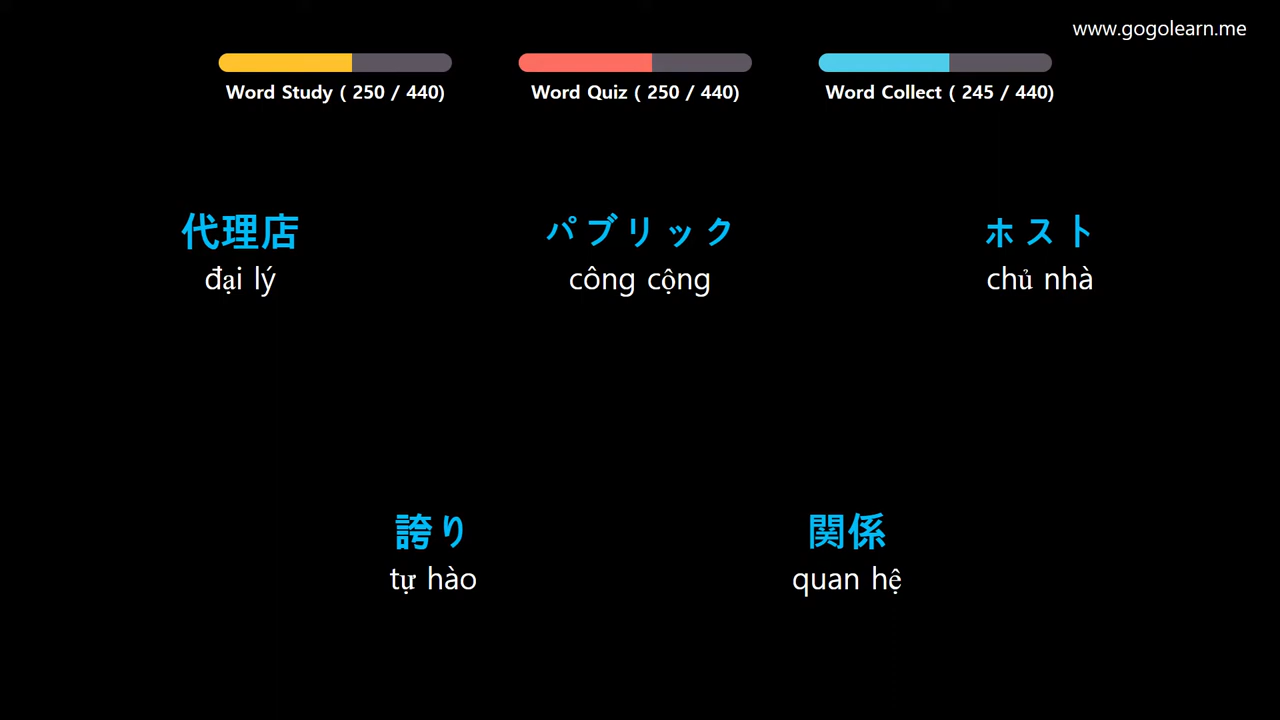 www.gogolearn.me
Word Study ( 250 / 440)
Word Quiz ( 250 / 440)
Word Collect ( 245 / 440)
代理店
đại lý
パブリック
công cộng
ホスト
chủ nhà
誇り
tự hào
関係
quan hệ